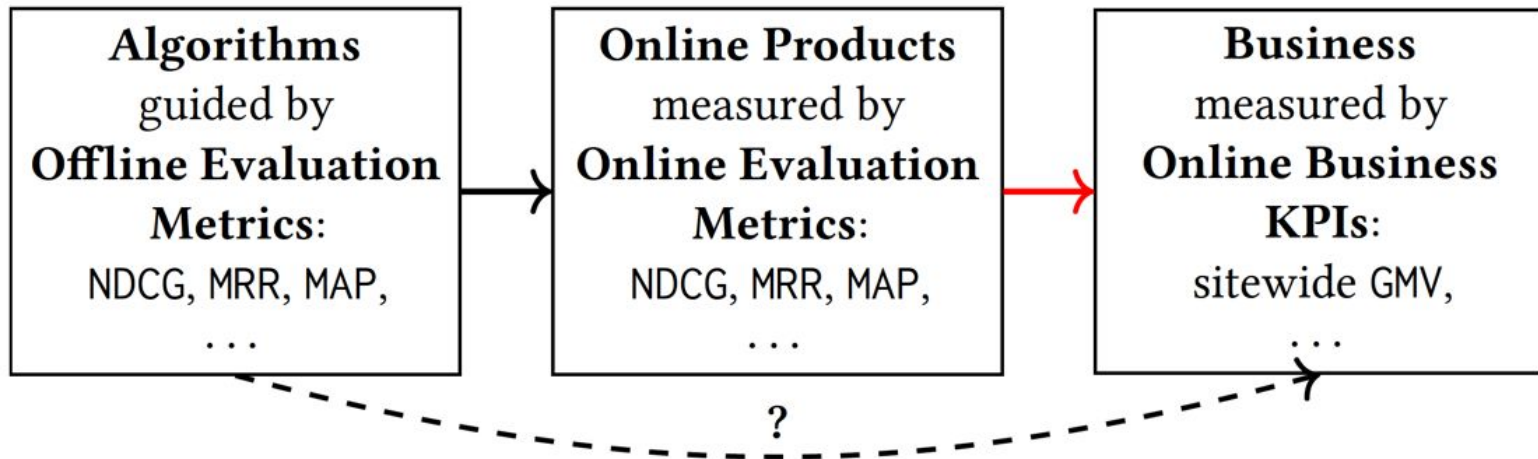 Algorithms
guided by
Offline Evaluation
Metrics:
NDCG, MRR, MAP,
...
Online Products
measured by
Online Evaluation
Metrics:
NDCG, MRR, MAP,
...
Business
measured by
Online Business
KPIs:
sitewide GMV,
...
?